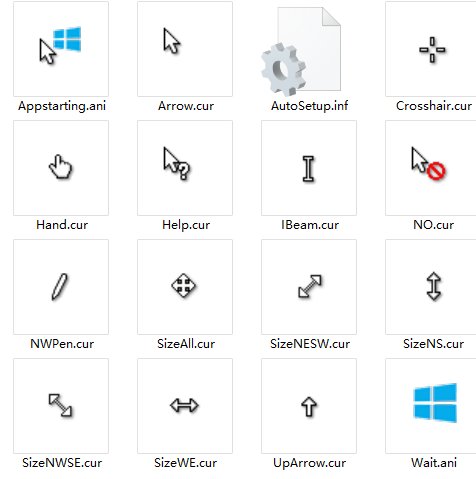 Appstarting.ani
Arrow.cur
AutoSetup.inf
Crosshair.cur
Hand.cur
Help.cur
IBeam.cur
NO.cur
NWPen.cur
SizeAll.cur
SizeNESW.cur
SizeNS.cur
SizeNWSE.cur
SizeWE.cur
UpArrow.cur
Wait.ani